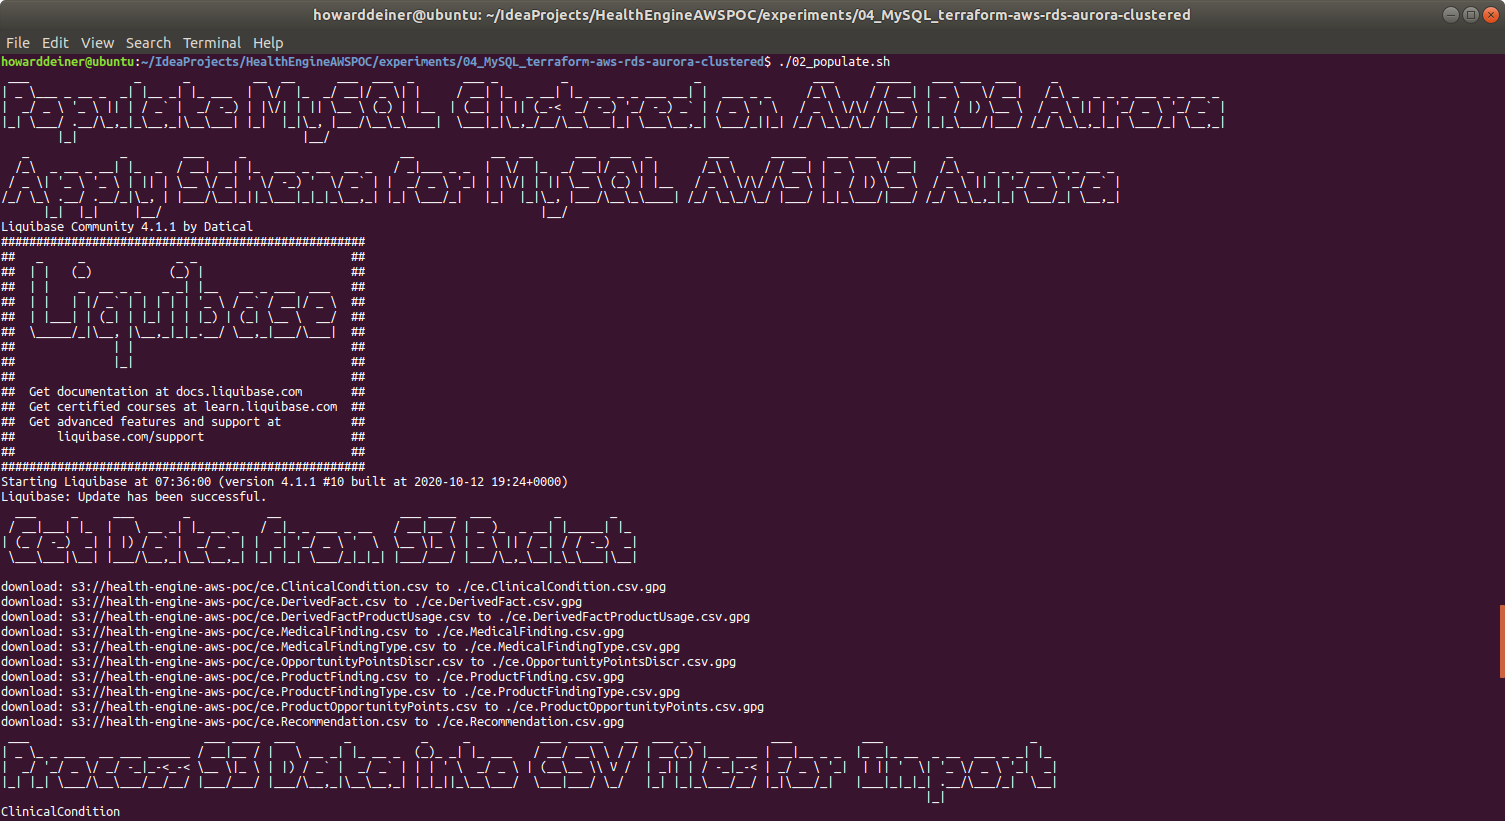 howarddeiner@ubuntu: ~/IdeaProjects/HealthEngineAWSPOC/experiments/04_MySQL_terraform-aws-rds-aurora-clustered
File Edit View Search Terminal Help
howarddeiner@ubuntu:~/IdeaProjects/HealthEngineAWSPOC/experiments/04_MySQL_terraform-aws-rds-aurora-clustered$ ./02_populate.sh
Populate MySQL Clustered on AWS RDS Aurora
Apply Schema for MySQL AWS RDS Aurora
Liquibase Community 4.1.1 by Datical
####################################################
## Liquibase ##
## ##
## Get documentation at docs.liquibase.com ##
## Get certified courses at learn.liquibase.com ##
## Get advanced features and support at ##
## liquibase.com/support ##
## ##
####################################################
Starting Liquibase at 07:36:00 (version 4.1.1 #10 built at 2020-10-12 19:24+0000)
Liquibase: Update has been successful.
Get Data from S3 Bucket
download: s3://health-engine-aws-poc/ce.ClinicalCondition.csv to ./ce.ClinicalCondition.csv.gpg
download: s3://health-engine-aws-poc/ce.DerivedFact.csv to ./ce.DerivedFact.csv.gpg
download: s3://health-engine-aws-poc/ce.DerivedFactProductUsage.csv to ./ce.DerivedFactProductUsage.csv.gpg
download: s3://health-engine-aws-poc/ce.MedicalFinding.csv to ./ce.MedicalFinding.csv.gpg
download: s3://health-engine-aws-poc/ce.MedicalFindingType.csv to ./ce.MedicalFindingType.csv.gpg
download: s3://health-engine-aws-poc/ce.OpportunityPointsDiscr.csv to ./ce.OpportunityPointsDiscr.csv.gpg
download: s3://health-engine-aws-poc/ce.ProductFinding.csv to ./ce.ProductFinding.csv.gpg
download: s3://health-engine-aws-poc/ce.ProductFindingType.csv to ./ce.ProductFindingType.csv.gpg
download: s3://health-engine-aws-poc/ce.ProductOpportunityPoints.csv to ./ce.ProductOpportunityPoints.csv.gpg
download: s3://health-engine-aws-poc/ce.Recommendation.csv to ./ce.Recommendation.csv.gpg
Process S3 Data into CSV Files For Import
ClinicalCondition